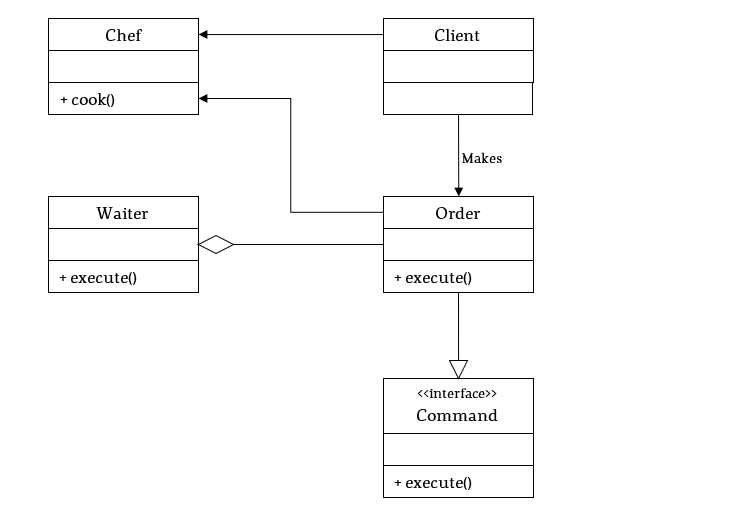 Chef
Client
+ cook()
Makes
Waiter
Order
+ execute()
+ execute()
<<interface>>
Command
+ execute()